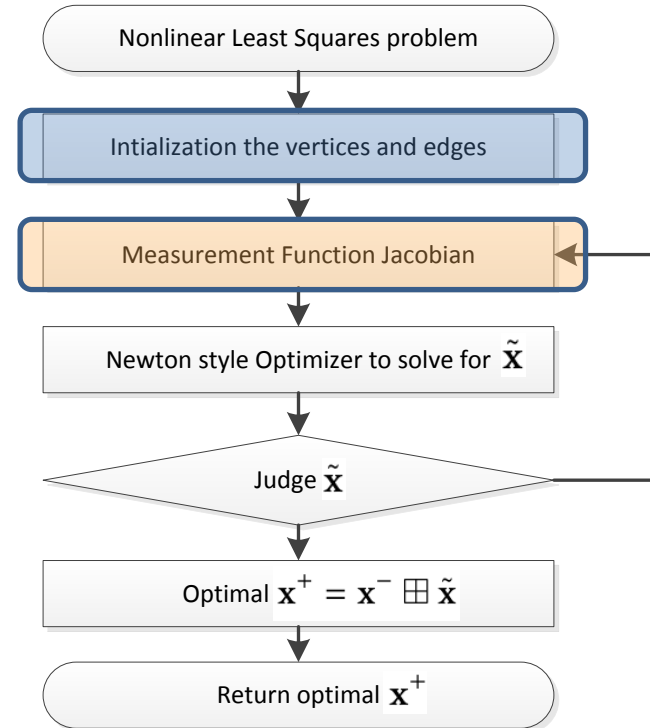 Nonlinear Least Squares problem
Intialization the vertices and edges
Measurement Function Jacobian
Newton style Optimizer to solve for x̃
Judge x̃
Optimal x⁺ = x⁻ ⊞ x̃
Return optimal x⁺